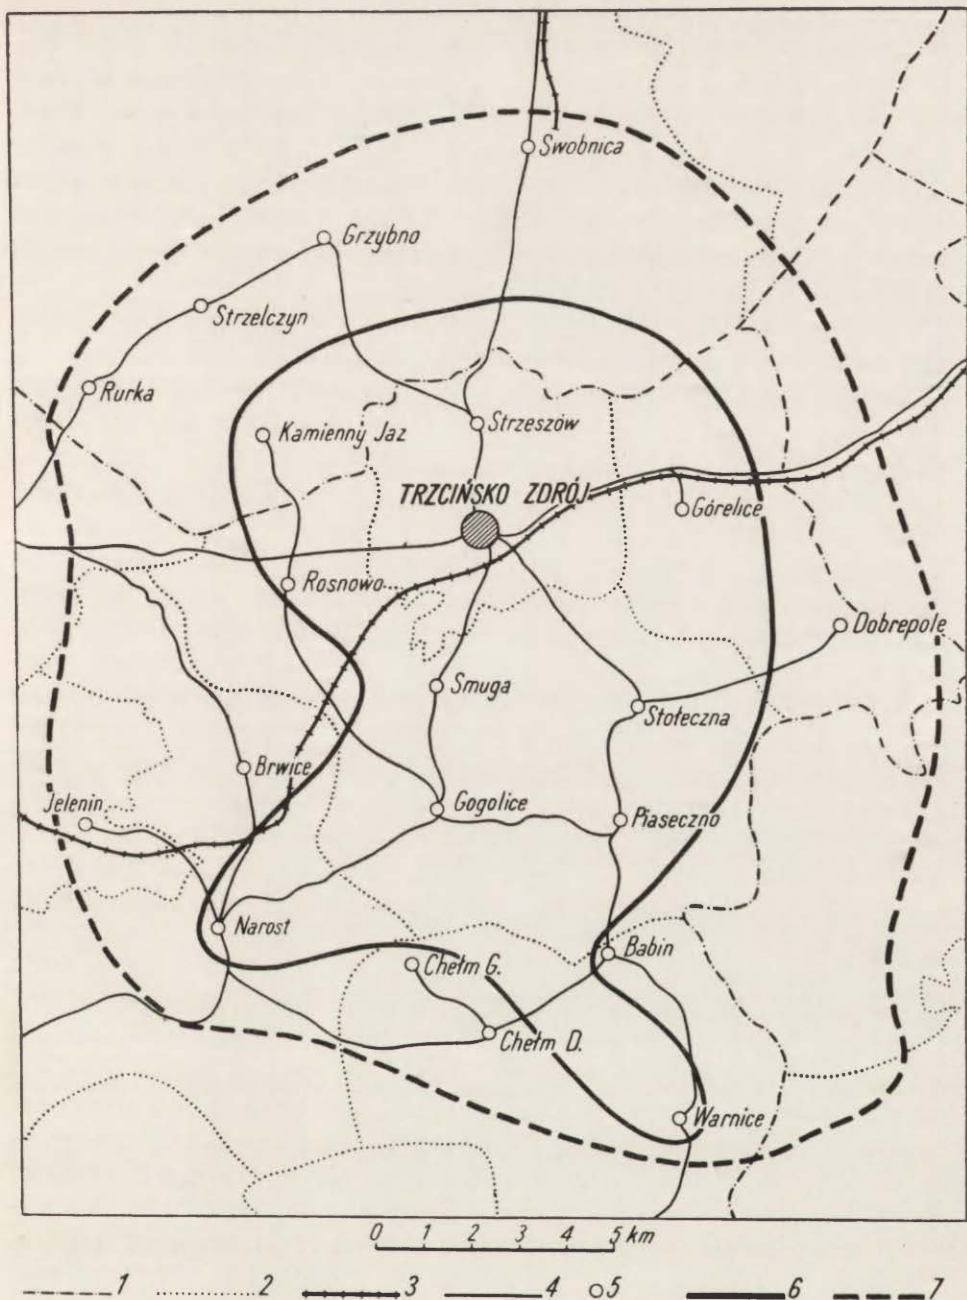 Swobnica
Grzybno
Strzelczyn
Rurka
Kamienny Jaz
Strzeszów
TRZCIŃSKO ZDRÓJ
Górelice
Rosnowo
Dobrepole
Smuga
Stołeczna
Brwice
Jelenin
Gogolice
Piaseczno
Narost
Babin
Chełm G.
Chełm D.
Warnice
0 1 2 3 4 5 km
1 2 3 4 5 6 7